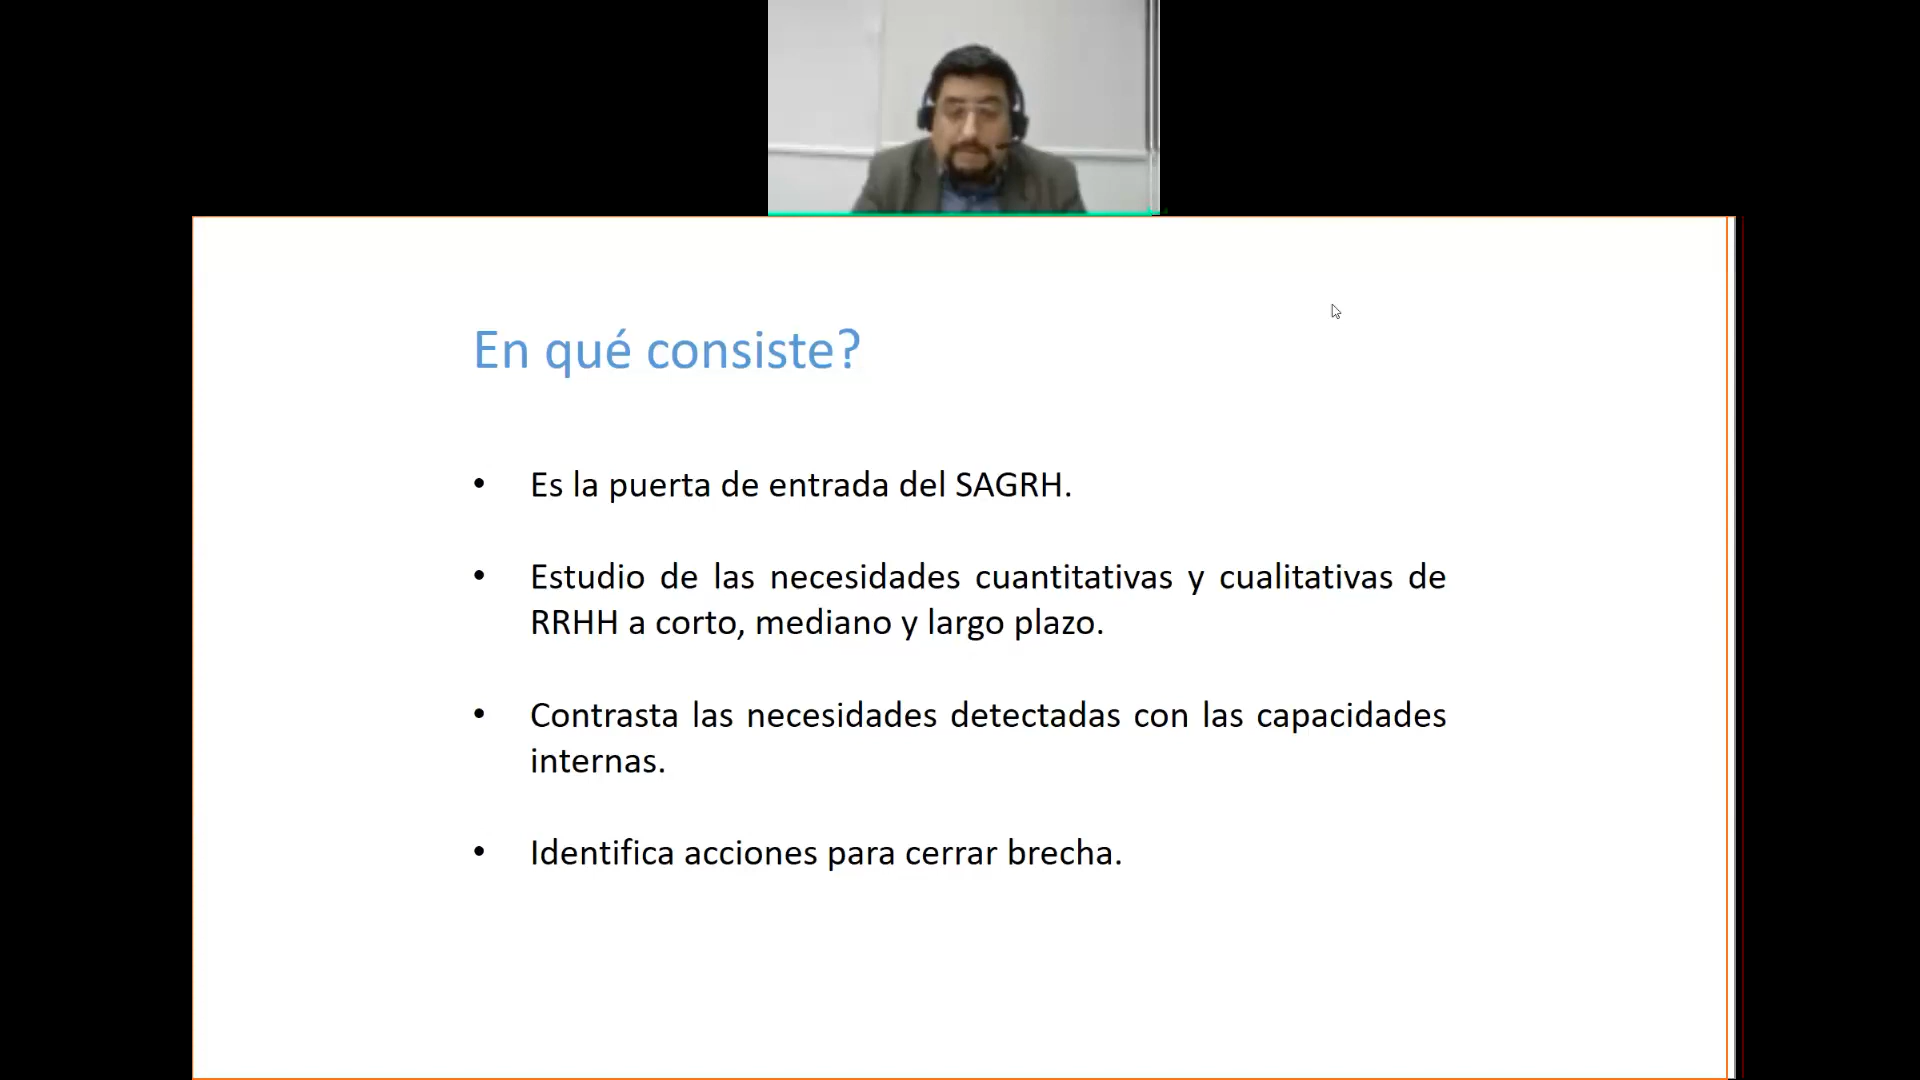 En qué consiste?
• Es la puerta de entrada del SAGRH.
• Estudio de las necesidades cuantitativas y cualitativas de
RRHH a corto, mediano y largo plazo.
• Contrasta las necesidades detectadas con las capacidades
internas.
• Identifica acciones para cerrar brecha.